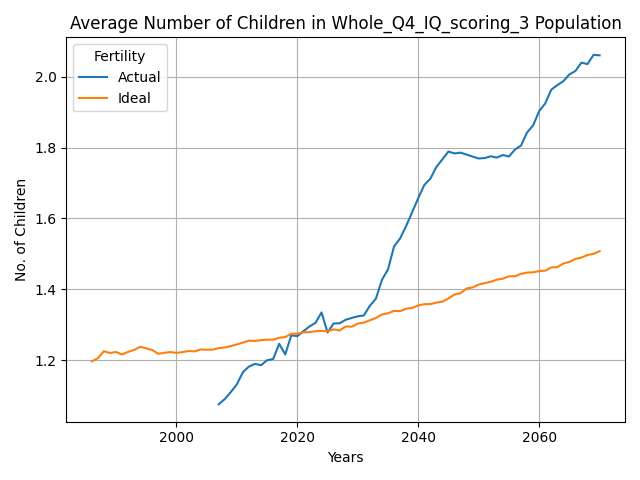 Average Number of Children in Whole_Q4_IQ_scoring_3 Population
Fertility
Actual
Ideal
2.0
1.8
1.6
1.4
1.2
No. of Children
2000
2020
2040
2060
Years